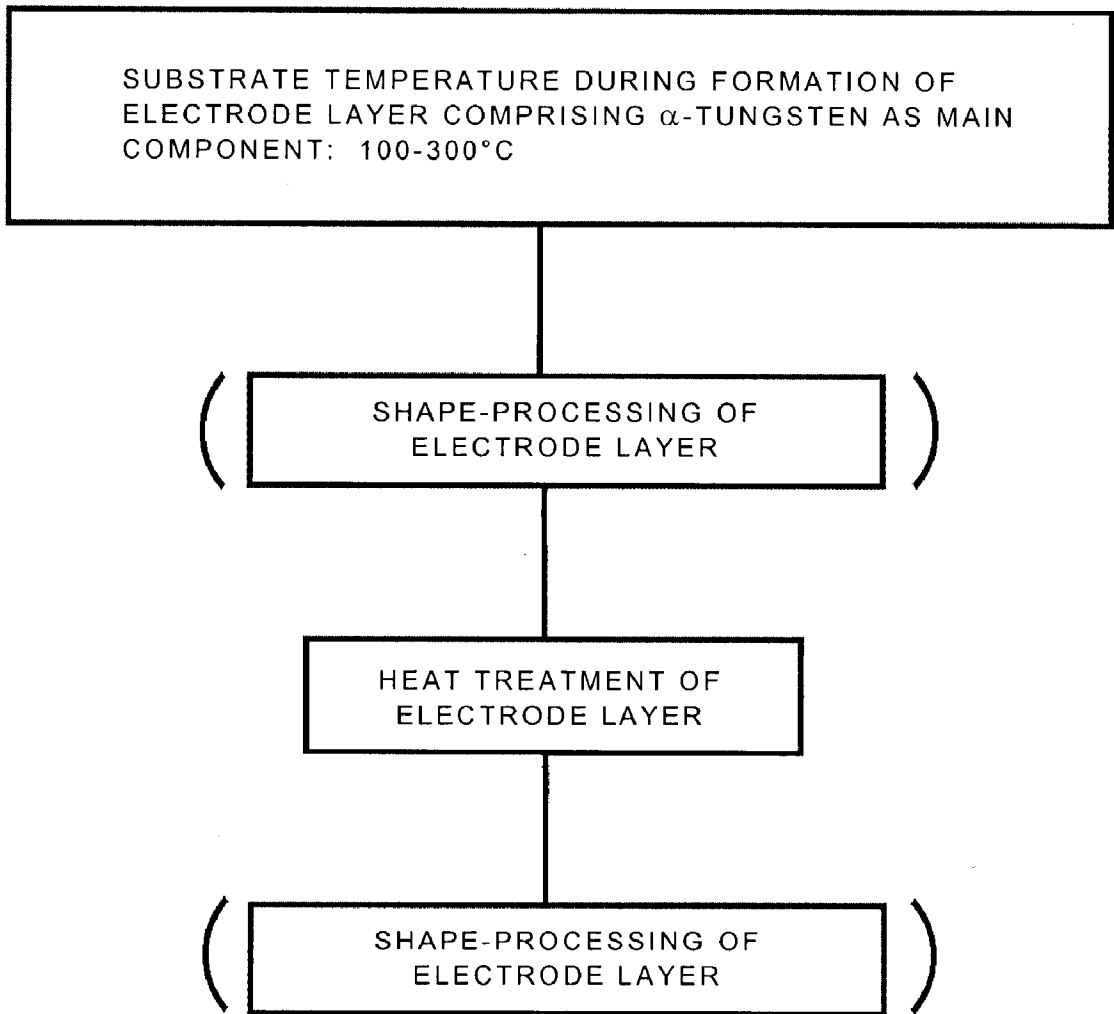 SUBSTRATE TEMPERATURE DURING FORMATION OF
ELECTRODE LAYER COMPRISING α-TUNGSTEN AS MAIN
COMPONENT: 100-300°C
( SHAPE-PROCESSING OF
ELECTRODE LAYER )
HEAT TREATMENT OF
ELECTRODE LAYER
( SHAPE-PROCESSING OF
ELECTRODE LAYER )